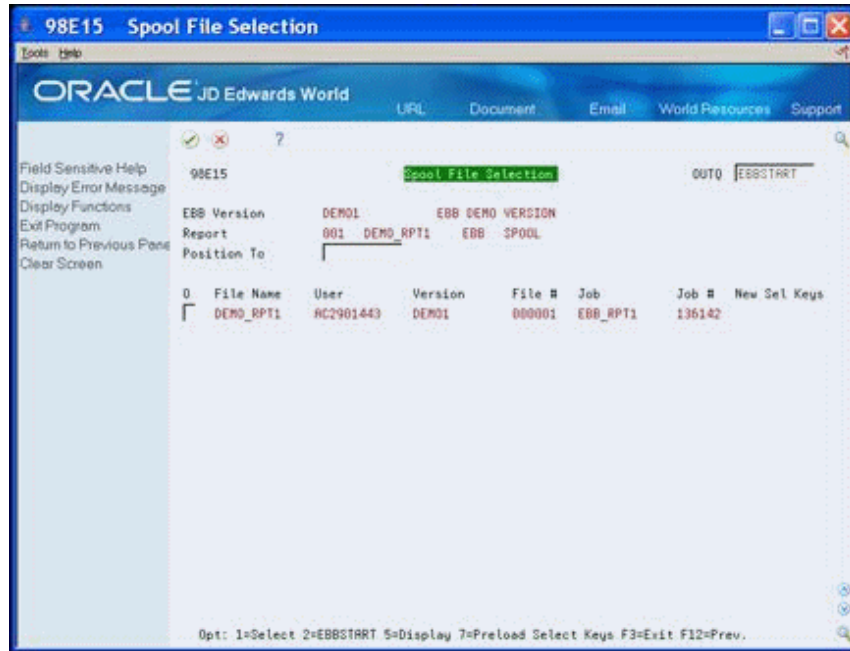 98E15 Spool File Selection
Tools Help
ORACLE JD Edwards World
URL Document Email World Resources Support
?
Field Sensitive Help
Display Error Message
Display Functions
Exit Program
Return to Previous Pane
Clear Screen
98E15 Spool File Selection OUTQ EBBSTART
EBB Version DEMO1 EBB DEMO VERSION
Report 001 DEMO_RPT1 EBB SPOOL
Position To
O File Name User Version File # Job Job # New Sel Keys
DEMO_RPT1 AC2901443 DEMO1 000001 EBB_RPT1 136142
Opt: 1=Select 2=EBBSTART 5=Display 7=Preload Select Keys F3=Exit F12=Prev.